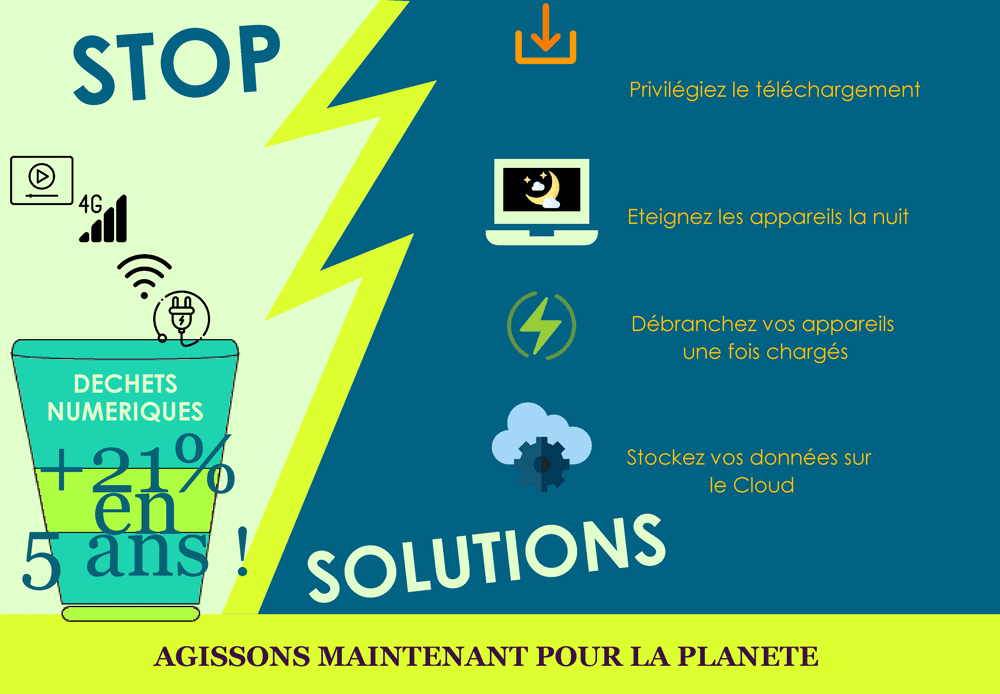 STOP
4G
DECHETS
NUMERIQUES
+21%
en
5 ans !
Privilégiez le téléchargement
Eteignez les appareils la nuit
Débranchez vos appareils
une fois chargés
Stockez vos données sur
le Cloud
SOLUTIONS
AGISSONS MAINTENANT POUR LA PLANETE